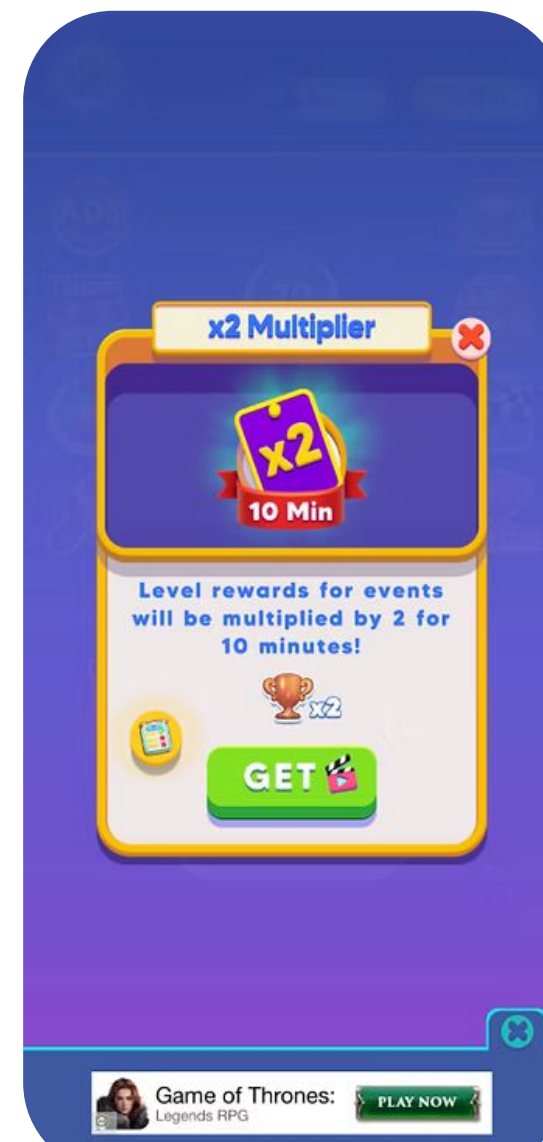 x2 Multiplier
x2
10 Min
Level rewards for events
will be multiplied by 2 for
10 minutes!
x2
GET
Game of Thrones:
Legends RPG
PLAY NOW